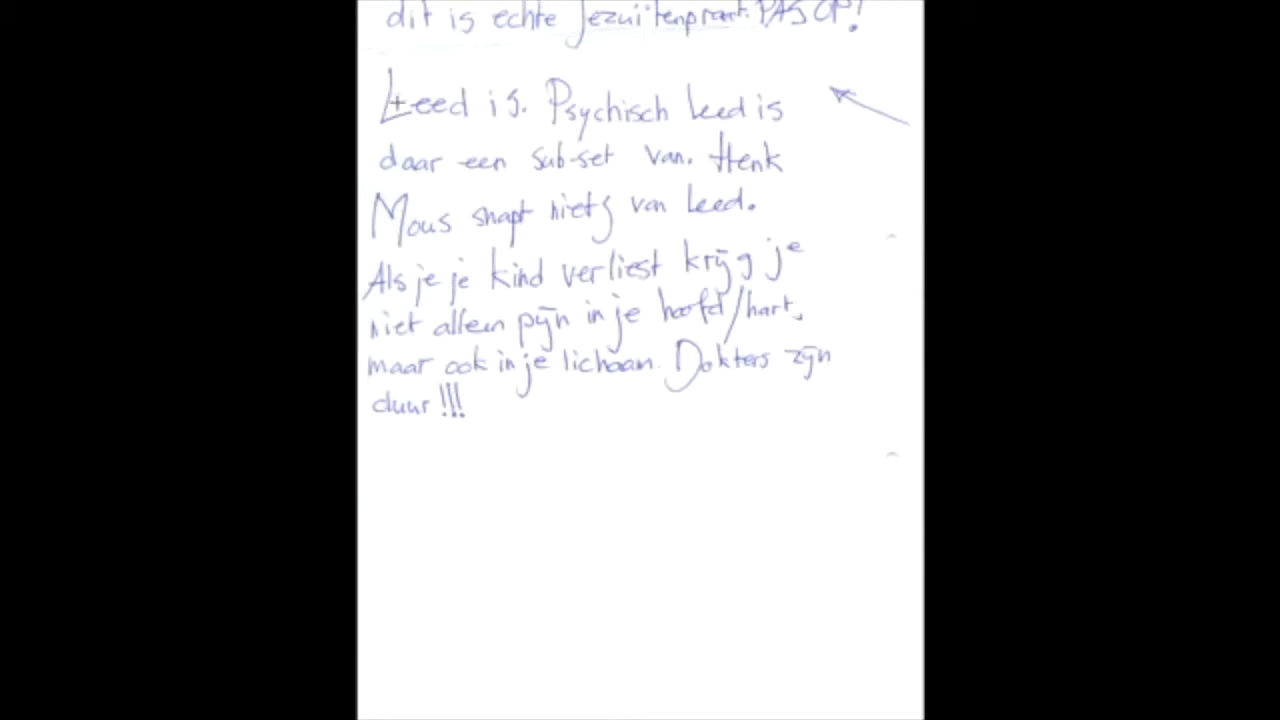 dit is echte Jezuitenpraat. PAS OP!
Leed is. Psychisch leed is
daar een sub-set van. Henk
Mous snapt niets van leed.
Als je je kind verliest krijg je
niet alleen pijn in je hoofd/hart,
maar ook in je lichaam. Dokters zijn
duur!!!